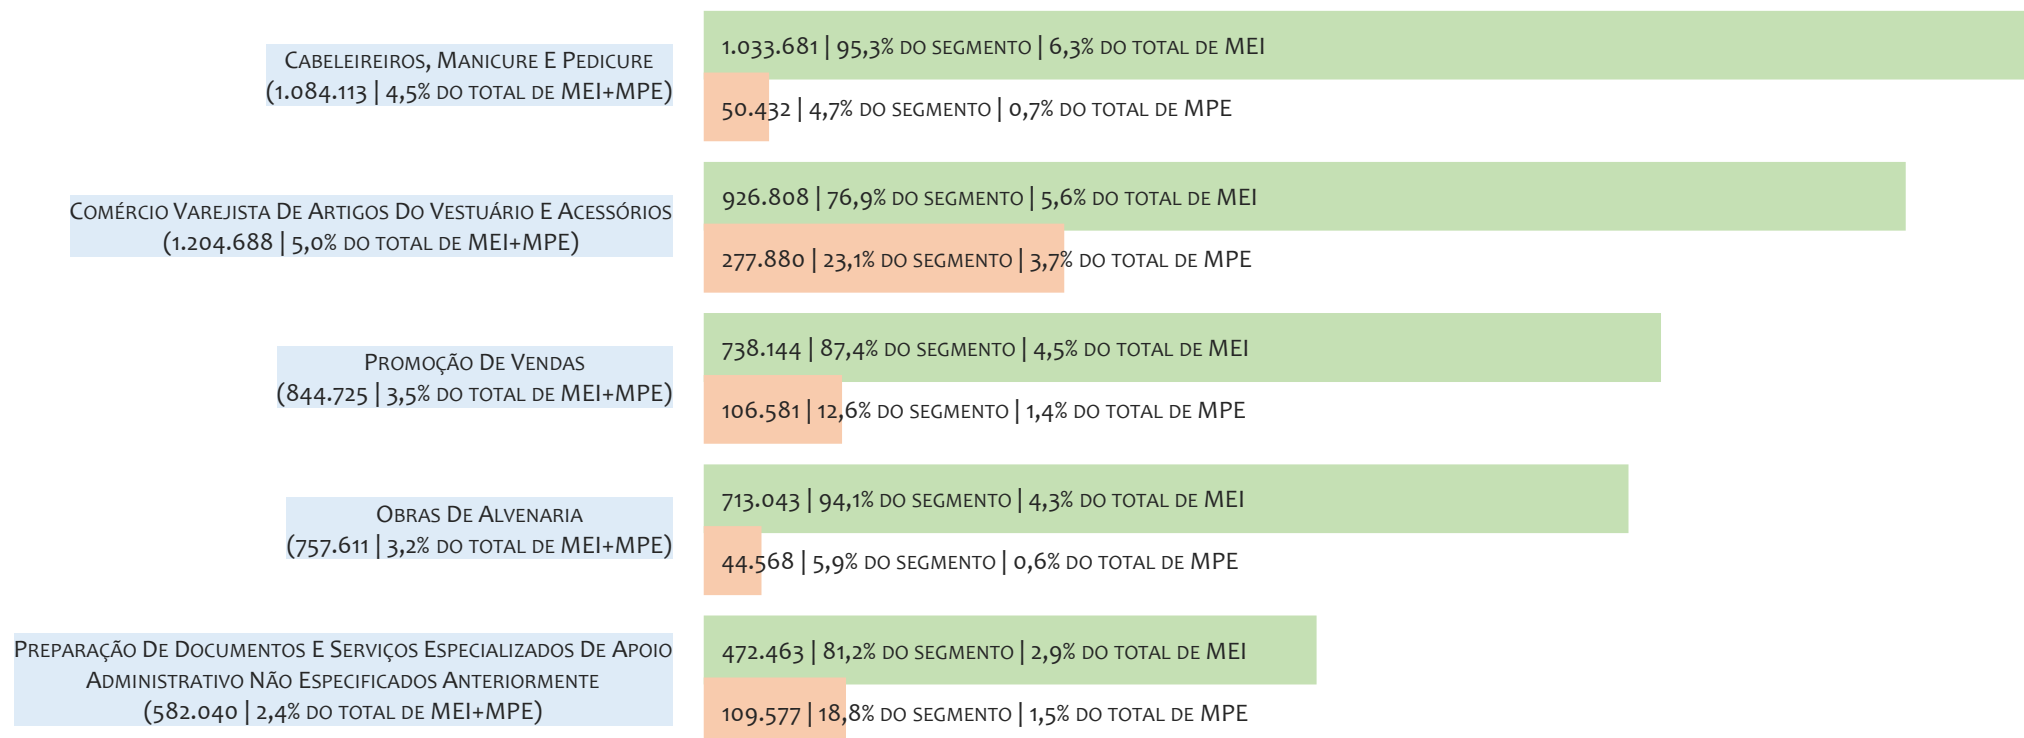 Cabeleireiros, Manicure E Pedicure
(1.084.113 | 4,5% do total de MEI+MPE)
1.033.681 | 95,3% do segmento | 6,3% do total de MEI
50.432 | 4,7% do segmento | 0,7% do total de MPE
Comércio Varejista De Artigos Do Vestuário E Acessórios
(1.204.688 | 5,0% do total de MEI+MPE)
926.808 | 76,9% do segmento | 5,6% do total de MEI
277.880 | 23,1% do segmento | 3,7% do total de MPE
Promoção De Vendas
(844.725 | 3,5% do total de MEI+MPE)
738.144 | 87,4% do segmento | 4,5% do total de MEI
106.581 | 12,6% do segmento | 1,4% do total de MPE
Obras De Alvenaria
(757.611 | 3,2% do total de MEI+MPE)
713.043 | 94,1% do segmento | 4,3% do total de MEI
44.568 | 5,9% do segmento | 0,6% do total de MPE
Preparação De Documentos E Serviços Especializados De Apoio
Administrativo Não Especificados Anteriormente
(582.040 | 2,4% do total de MEI+MPE)
472.463 | 81,2% do segmento | 2,9% do total de MEI
109.577 | 18,8% do segmento | 1,5% do total de MPE